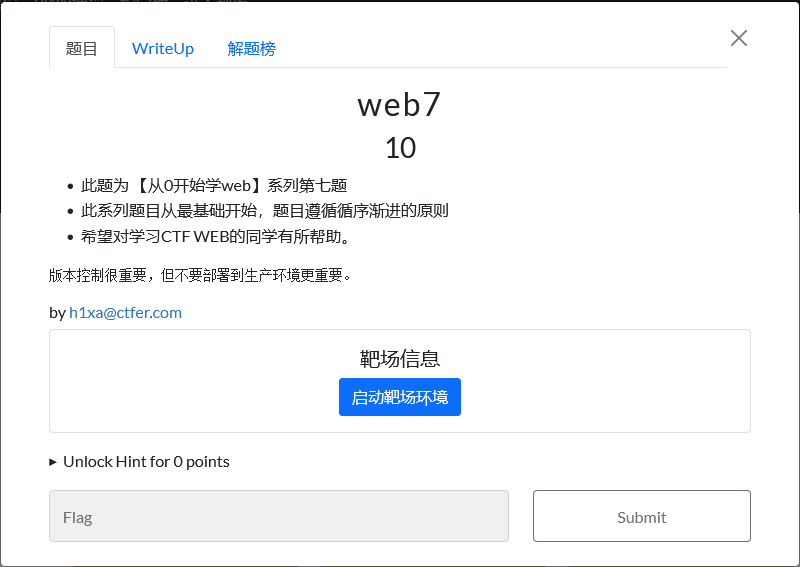 题目 WriteUp 解题榜
web7
10
此题为 【从0开始学web】系列第七题
此系列题目从最基础开始，题目遵循循序渐进的原则
希望对学习CTF WEB的同学有所帮助。
版本控制很重要，但不要部署到生产环境更重要。
by h1xa@ctfer.com
靶场信息
启动靶场环境
▸ Unlock Hint for 0 points
Flag Submit